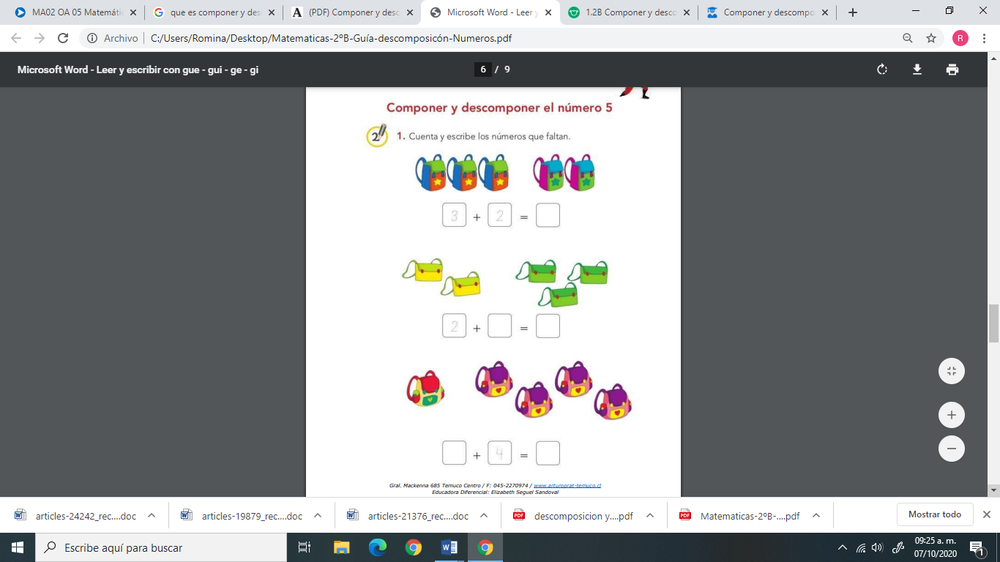 MA02 OA 05 Matemátic
que es componer y des
(PDF) Componer y desc
Microsoft Word - Leer y
1.2B Componer y desco
Componer y descompo
Archivo
C:/Users/Romina/Desktop/Matematicas-2ºB-Guía-descomposicón-Numeros.pdf
R
Microsoft Word - Leer y escribir con gue - gui - ge - gi
6 / 9
Componer y descomponer el número 5
2
1. Cuenta y escribe los números que faltan.
3 + 2 =
2 + =
+ 4 =
Gral. Mackenna 685 Temuco Centro / F: 045-2270974 / www.arturoprat-temuco.cl
Educadora Diferencial: Elizabeth Seguel Sandoval
articles-24242_rec....doc
articles-19879_rec....doc
articles-21376_rec....doc
descomposicion y....pdf
Matematicas-2ºB-....pdf
Mostrar todo
Escribe aquí para buscar
09:25 a. m.
07/10/2020
1